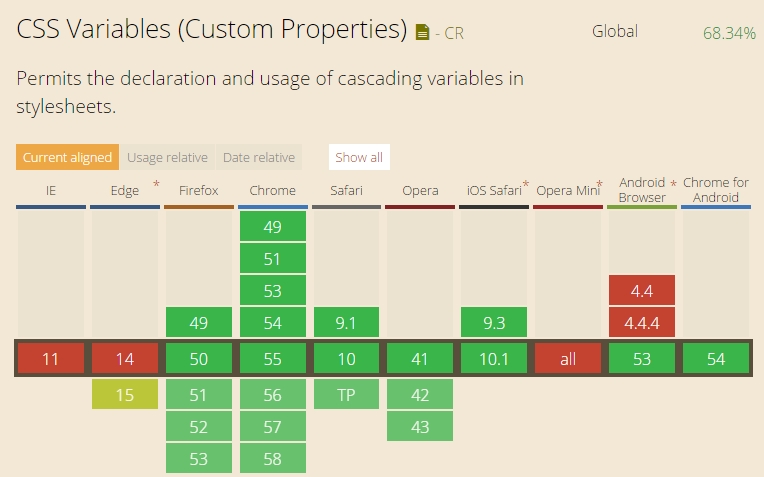 CSS Variables (Custom Properties) - CR Global 68.34%
Permits the declaration and usage of cascading variables in
stylesheets.
Current aligned Usage relative Date relative Show all
IE Edge * Firefox Chrome Safari Opera iOS Safari * Opera Mini * Android Browser * Chrome for Android
49
51
53 4.4
49 54 9.1 9.3 4.4.4
11 14 50 55 10 41 10.1 all 53 54
15 51 56 TP 42
52 57 43
53 58